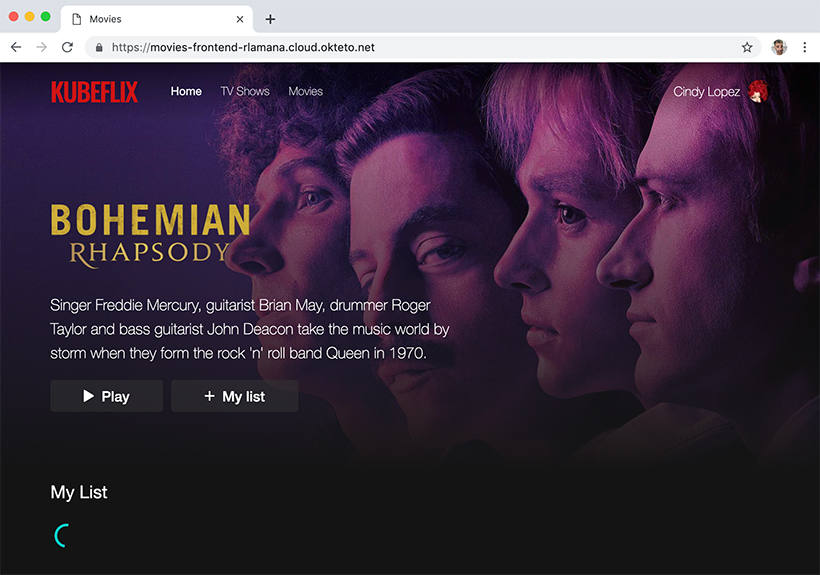 Movies
https://movies-frontend-rlamana.cloud.okteto.net
KUBEFLIX
Home
TV Shows
Movies
Cindy Lopez
BOHEMIAN
RHAPSODY
Singer Freddie Mercury, guitarist Brian May, drummer Roger
Taylor and bass guitarist John Deacon take the music world by
storm when they form the rock 'n' roll band Queen in 1970.
Play
My list
My List